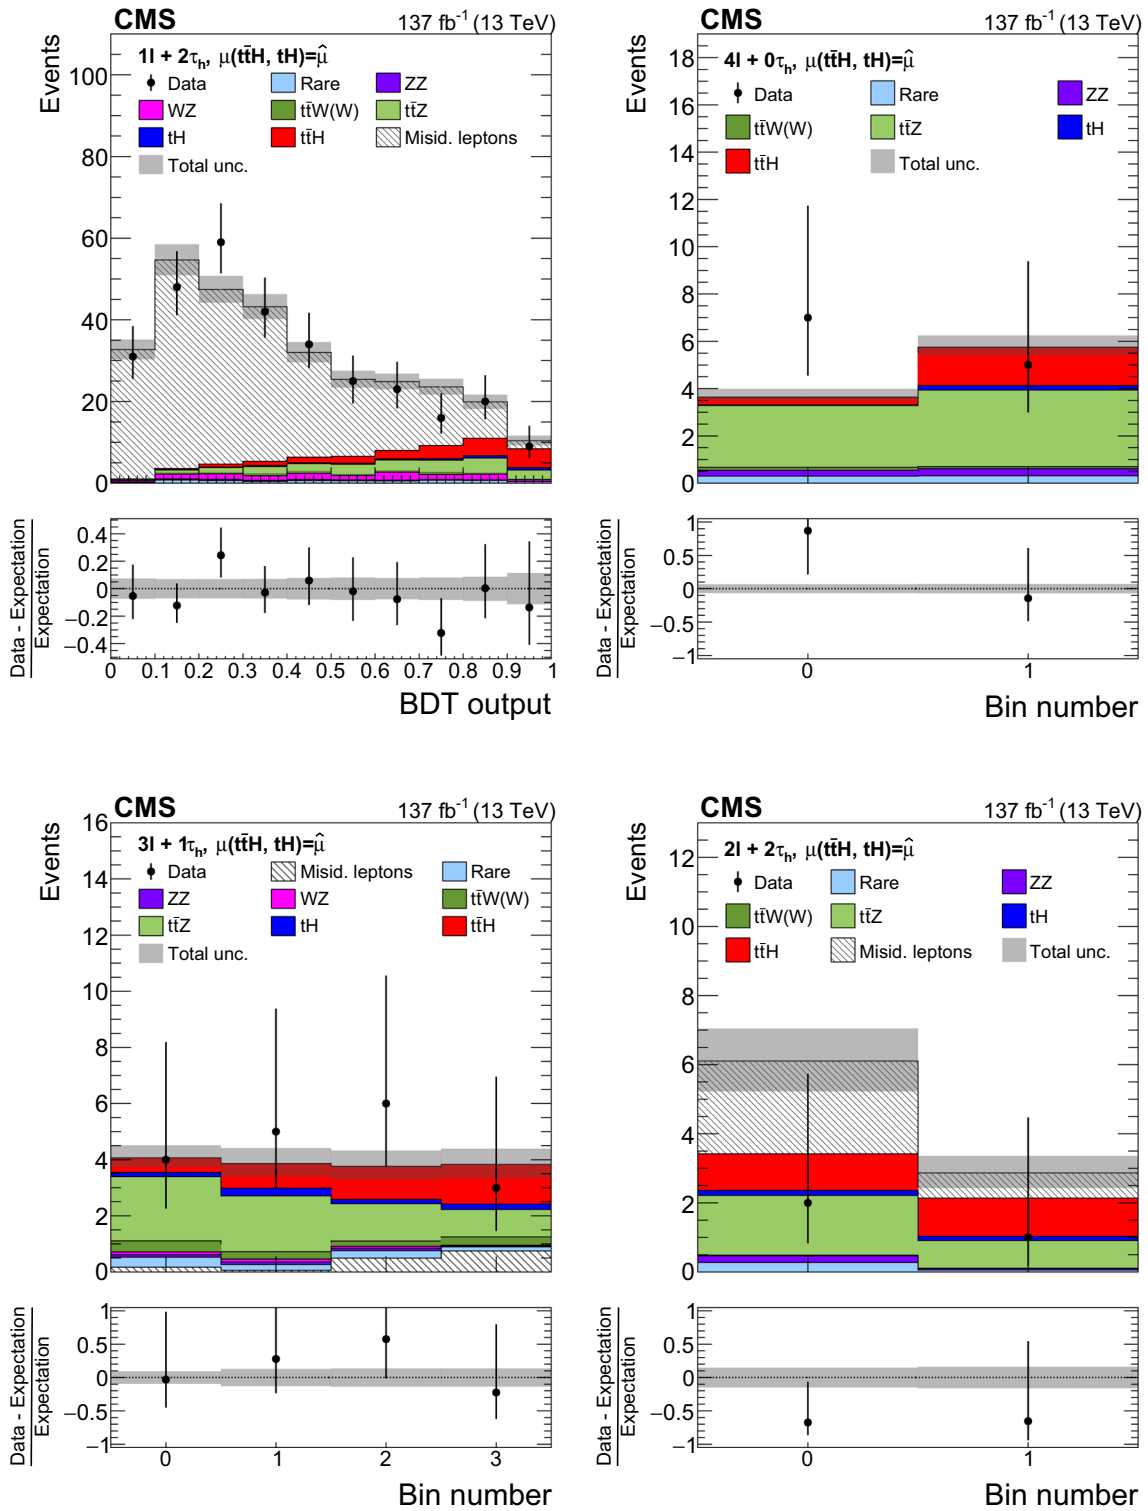 CMS 137 fb⁻¹ (13 TeV)
Events
1l + 2τₕ, μ(tt̄H, tH)=μ̂
Data Rare ZZ
WZ tt̄W(W) tt̄Z
tH tt̄H Misid. leptons
Total unc.
100
80
60
40
20
0
Data - Expectation
Expectation
0.4
0.2
0
−0.2
−0.4
0 0.1 0.2 0.3 0.4 0.5 0.6 0.7 0.8 0.9 1
BDT output
CMS 137 fb⁻¹ (13 TeV)
Events
4l + 0τₕ, μ(tt̄H, tH)=μ̂
Data Rare ZZ
tt̄W(W) tt̄Z tH
tt̄H Total unc.
18
16
14
12
10
8
6
4
2
0
Data - Expectation
Expectation
1
0.5
0
−0.5
−1
0 1
Bin number
CMS 137 fb⁻¹ (13 TeV)
Events
3l + 1τₕ, μ(tt̄H, tH)=μ̂
Data Misid. leptons Rare
ZZ WZ tt̄W(W)
tt̄Z tH tt̄H
Total unc.
16
14
12
10
8
6
4
2
0
Data - Expectation
Expectation
1
0.5
0
−0.5
−1
0 1 2 3
Bin number
CMS 137 fb⁻¹ (13 TeV)
Events
2l + 2τₕ, μ(tt̄H, tH)=μ̂
Data Rare ZZ
tt̄W(W) tt̄Z tH
tt̄H Misid. leptons Total unc.
12
10
8
6
4
2
0
Data - Expectation
Expectation
1
0.5
0
−0.5
−1
0 1
Bin number